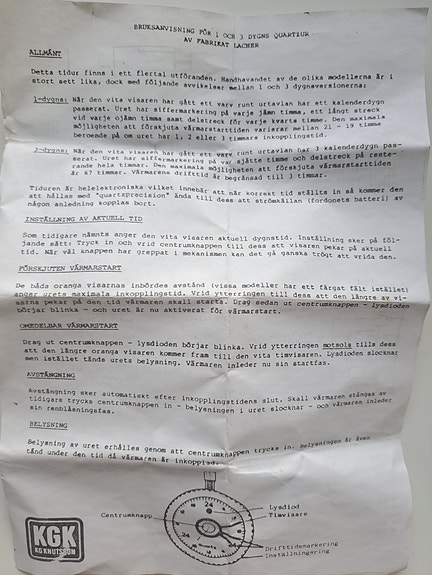 BRUKSANVISNING FÖR 1 OCH 3 DYGNS QUARTZUR
AV FABRIKAT LACHER
ALLMÄNT
Detta tidur finns i ett flertal utföranden. Handhavandet av de olika modellerna är i
stort sett lika, dock med följande avvikelser mellan 1 och 3 dygnsversionerna:
1-dygns: När den vita visaren har gått ett varv runt urtavlan har ett kalenderdygn
passerat. Uret har siffermarkering på varje jämn timma, ett långt streck
vid varje ojämn timma samt delstreck för varje kvarts timme. Den maximala
möjligheten att förskjuta värmarstarttiden varierar mellan 21 - 19 timma
beroende på om uret har 1, 2 eller 3 timmars inkopplingstid.
3-dygns: När den vita visaren har gått ett varv runt urtavlan har 3 kalenderdygn pas-
serat. Uret har siffermarkering på var sjätte timme och delstreck på reste-
rande hela timmar. Den maximala möjligheten att förskjuta värmarstarttiden
är 67 timmar. Värmarens drifttid är begränsad till 3 timmar.
Tiduren är helelektroniska vilket innebär att när korrekt tid ställts in så kommer den
att hållas med "quartzprecision" ända till dess att strömkällan (fordonets batteri) av
någon anledning kopplas bort.
INSTÄLLNING AV AKTUELL TID
Som tidigare nämnts anger den vita visaren aktuell dygnstid. Inställning sker på föl-
jande sätt: Tryck in och vrid centrumknappen till dess att visaren pekar på aktuell
tid. När väl knappen har greppat i mekanismen kan det gå ganska trögt att vrida den.
FÖRSKJUTEN VÄRMARSTART
De båda oranga visarnas inbördes avstånd (vissa modeller har ett färgat fält istället)
anger urets maximala inkopplingstid. Vrid ytterringen till dess att den längre av vi-
sarna pekar på den tid värmaren skall starta. Drag sedan ut centrumknappen - lysdioden
börjar blinka - och uret är nu aktiverat för värmarstart.
OMEDELBAR VÄRMARSTART
Drag ut centrumknappen - lysdioden börjar blinka. Vrid ytterringen motsols tills dess
att den längre oranga visaren kommer fram till den vita timvisaren. Lysdioden slocknar
men istället tänds urets belysning. Värmaren inleder nu sin startfas.
AVSTÄNGNING
Avstängning sker automatiskt efter inkopplingstidens slut. Skall värmaren stängas av
tidigare trycks centrumknappen in - belysningen i uret slocknar - och värmaren inleder
sin renblåsningsfas.
BELYSNING
Belysning av uret erhålles genom att centrumknappen trycks in. Belysningen är även
tänd under den tid då värmaren är inkopplad.
Lysdiod
Centrumknapp
Timvisare
24
24
Drifttidsmarkering
Inställningsring
KGK
KG KNUTSSON